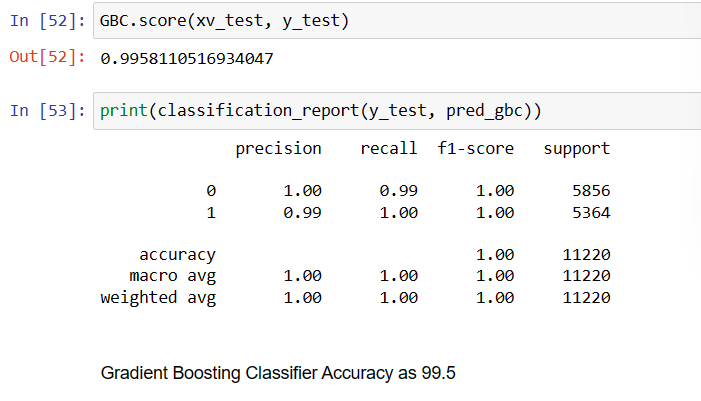 In [52]: GBC.score(xv_test, y_test)
Out[52]: 0.9958110516934047
In [53]: print(classification_report(y_test, pred_gbc))
precision recall f1-score support
0 1.00 0.99 1.00 5856
1 0.99 1.00 1.00 5364
accuracy 1.00 11220
macro avg 1.00 1.00 1.00 11220
weighted avg 1.00 1.00 1.00 11220
Gradient Boosting Classifier Accuracy as 99.5